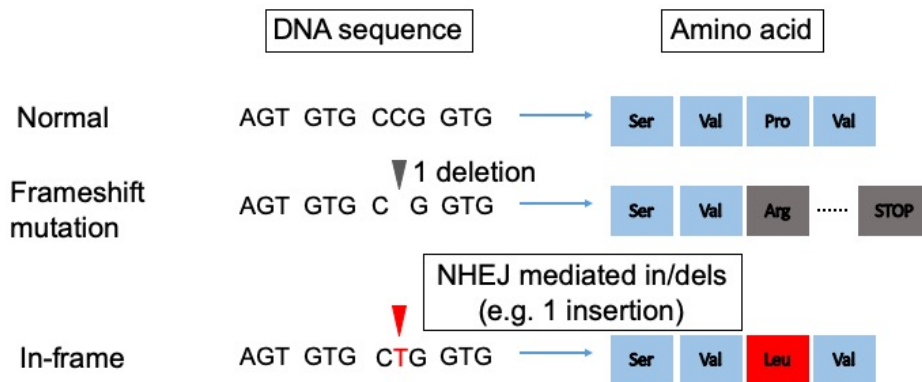 DNA sequence Amino acid
Normal AGT GTG CCG GTG Ser Val Pro Val
1 deletion
Frameshift
mutation
AGT GTG C G GTG Ser Val Arg ...... STOP
NHEJ mediated in/dels
(e.g. 1 insertion)
In-frame AGT GTG CTG GTG Ser Val Leu Val